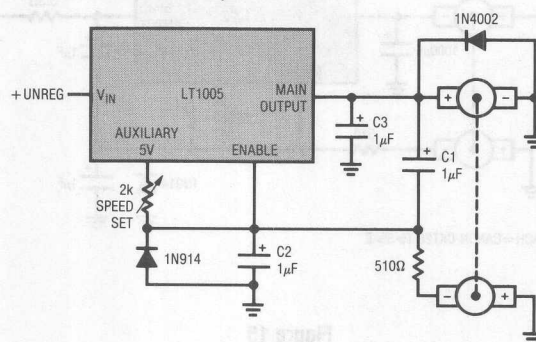 1N4002
LT1005
MAIN
OUTPUT
+UNREG
V_IN
+
−
AUXILIARY
5V
ENABLE
+
C3
1μF
+
C1
1μF
2k
SPEED
SET
1N914
+
C2
1μF
510Ω
−
+